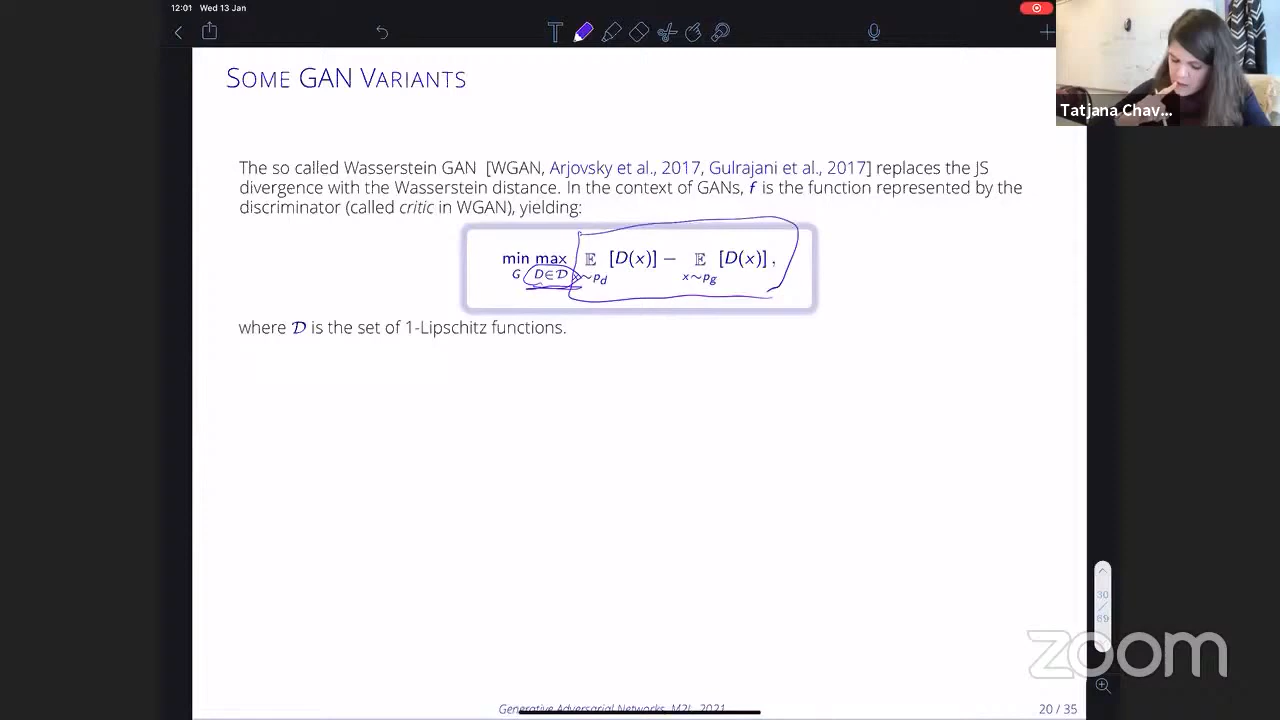 12:01 Wed 13 Jan
SOME GAN VARIANTS
Tatjana Chav...
The so called Wasserstein GAN [WGAN, Arjovsky et al., 2017, Gulrajani et al., 2017] replaces the JS
divergence with the Wasserstein distance. In the context of GANs, f is the function represented by the
discriminator (called critic in WGAN), yielding:
min max 𝔼 [D(x)] − 𝔼 [D(x)] ,
G D∈𝒟 x∼p_d x∼p_g
where 𝒟 is the set of 1-Lipschitz functions.
30
/
69
zoom
Generative Adversarial Networks, M2L, 2021
20 / 35